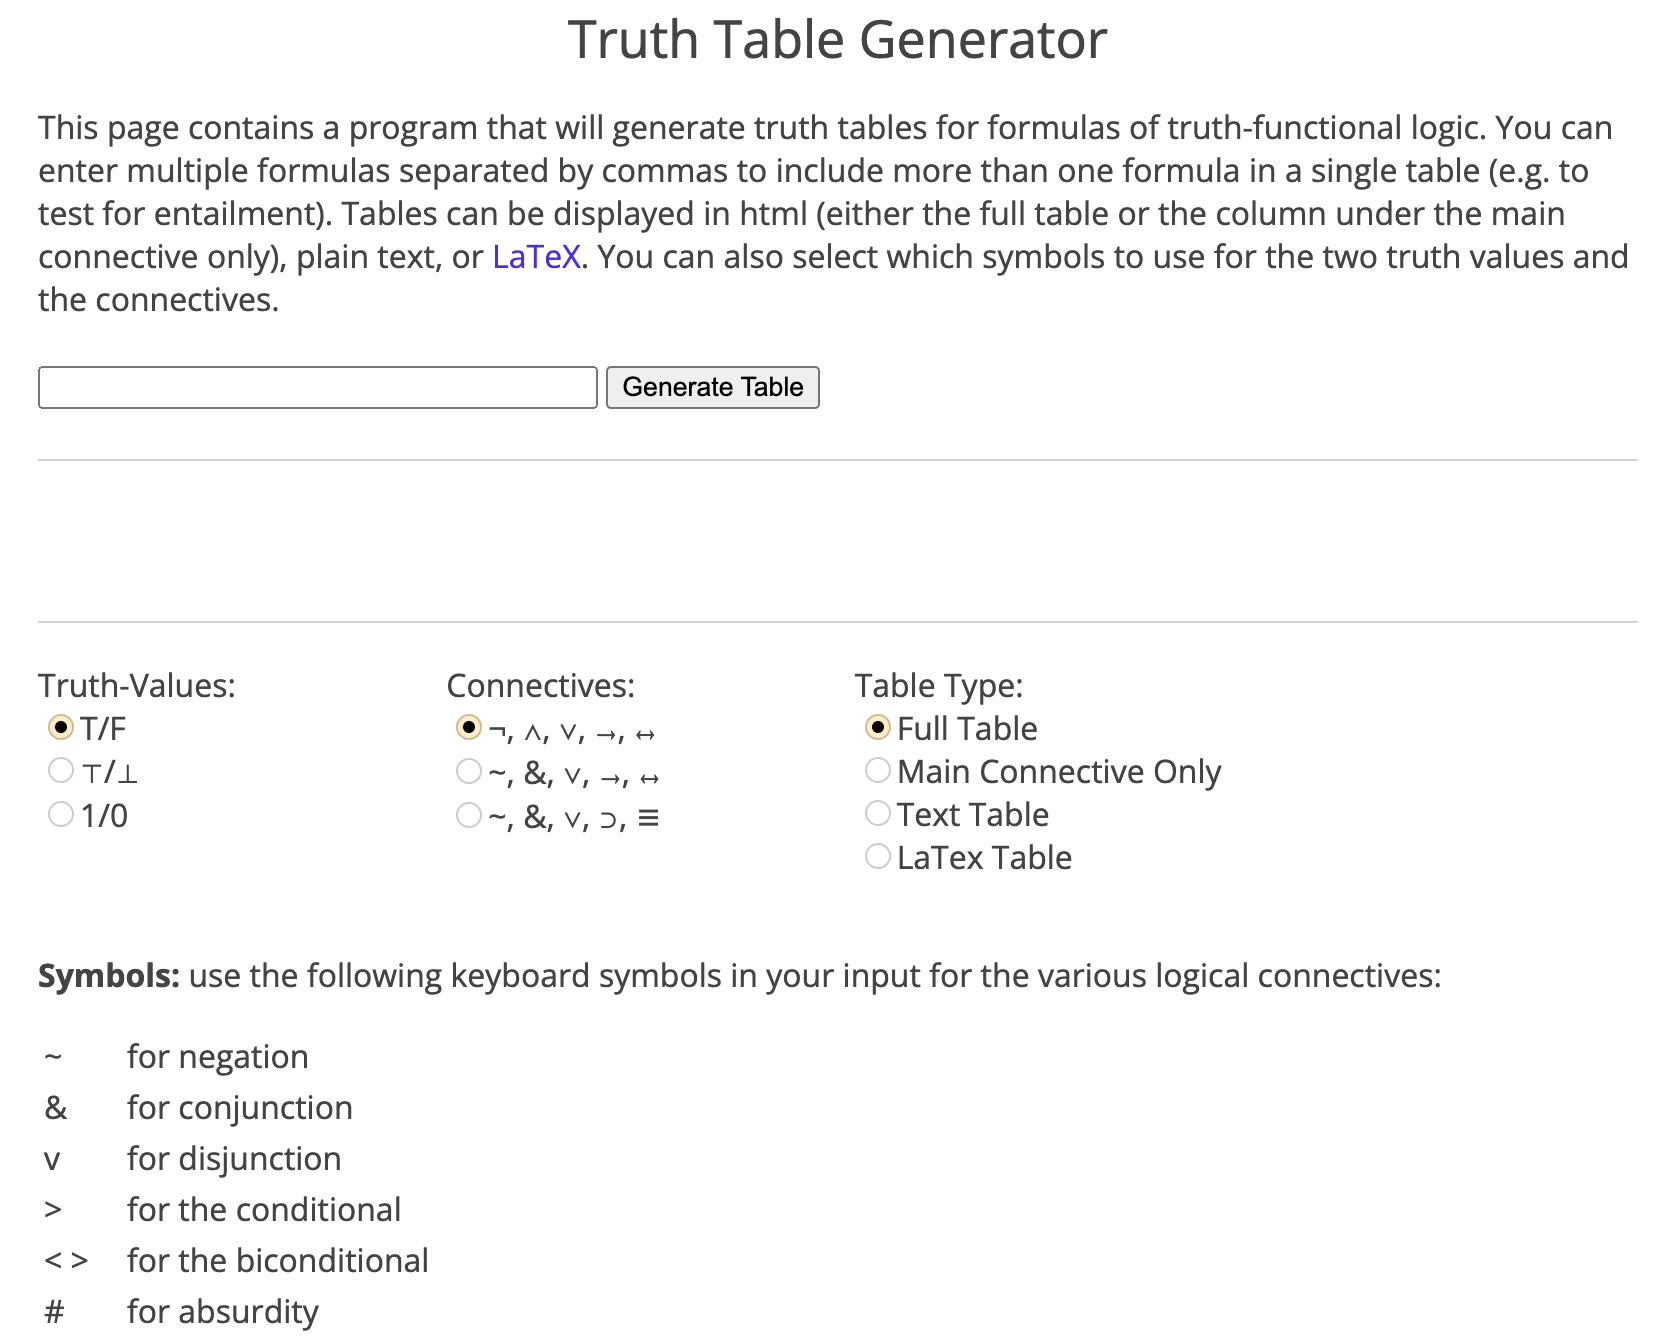 Truth Table Generator
This page contains a program that will generate truth tables for formulas of truth-functional logic. You can
enter multiple formulas separated by commas to include more than one formula in a single table (e.g. to
test for entailment). Tables can be displayed in html (either the full table or the column under the main
connective only), plain text, or LaTeX. You can also select which symbols to use for the two truth values and
the connectives.
Generate Table
Truth-Values:
T/F
⊤/⊥
1/0
Connectives:
¬, ∧, ∨, →, ↔
~, &, ∨, →, ↔
~, &, ∨, ⊃, ≡
Table Type:
Full Table
Main Connective Only
Text Table
LaTex Table
Symbols: use the following keyboard symbols in your input for the various logical connectives:
~ for negation
& for conjunction
v for disjunction
> for the conditional
< > for the biconditional
# for absurdity